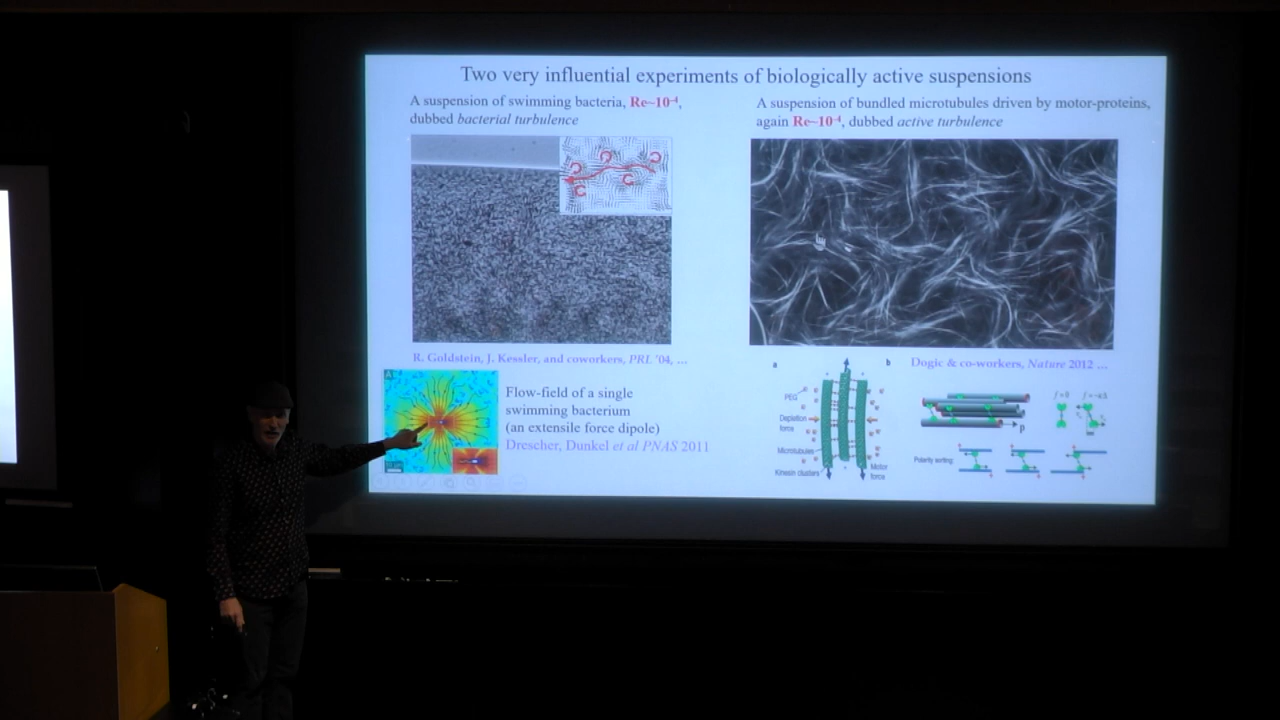 Two very influential experiments of biologically active suspensions
A suspension of swimming bacteria, Re~10⁻⁴,
dubbed bacterial turbulence
A suspension of bundled microtubules driven by motor-proteins,
again Re~10⁻⁴, dubbed active turbulence
R. Goldstein, J. Kessler, and coworkers, PRL '04, ...
A
Flow-field of a single
swimming bacterium
(an extensile force dipole)
Drescher, Dunkel et al PNAS 2011
a
b
Dogic & co-workers, Nature 2012 ...
PEG
Depletion
force
Microtubules
Kinesin clusters
Motor
force
P
f=0
Polarity sorting: